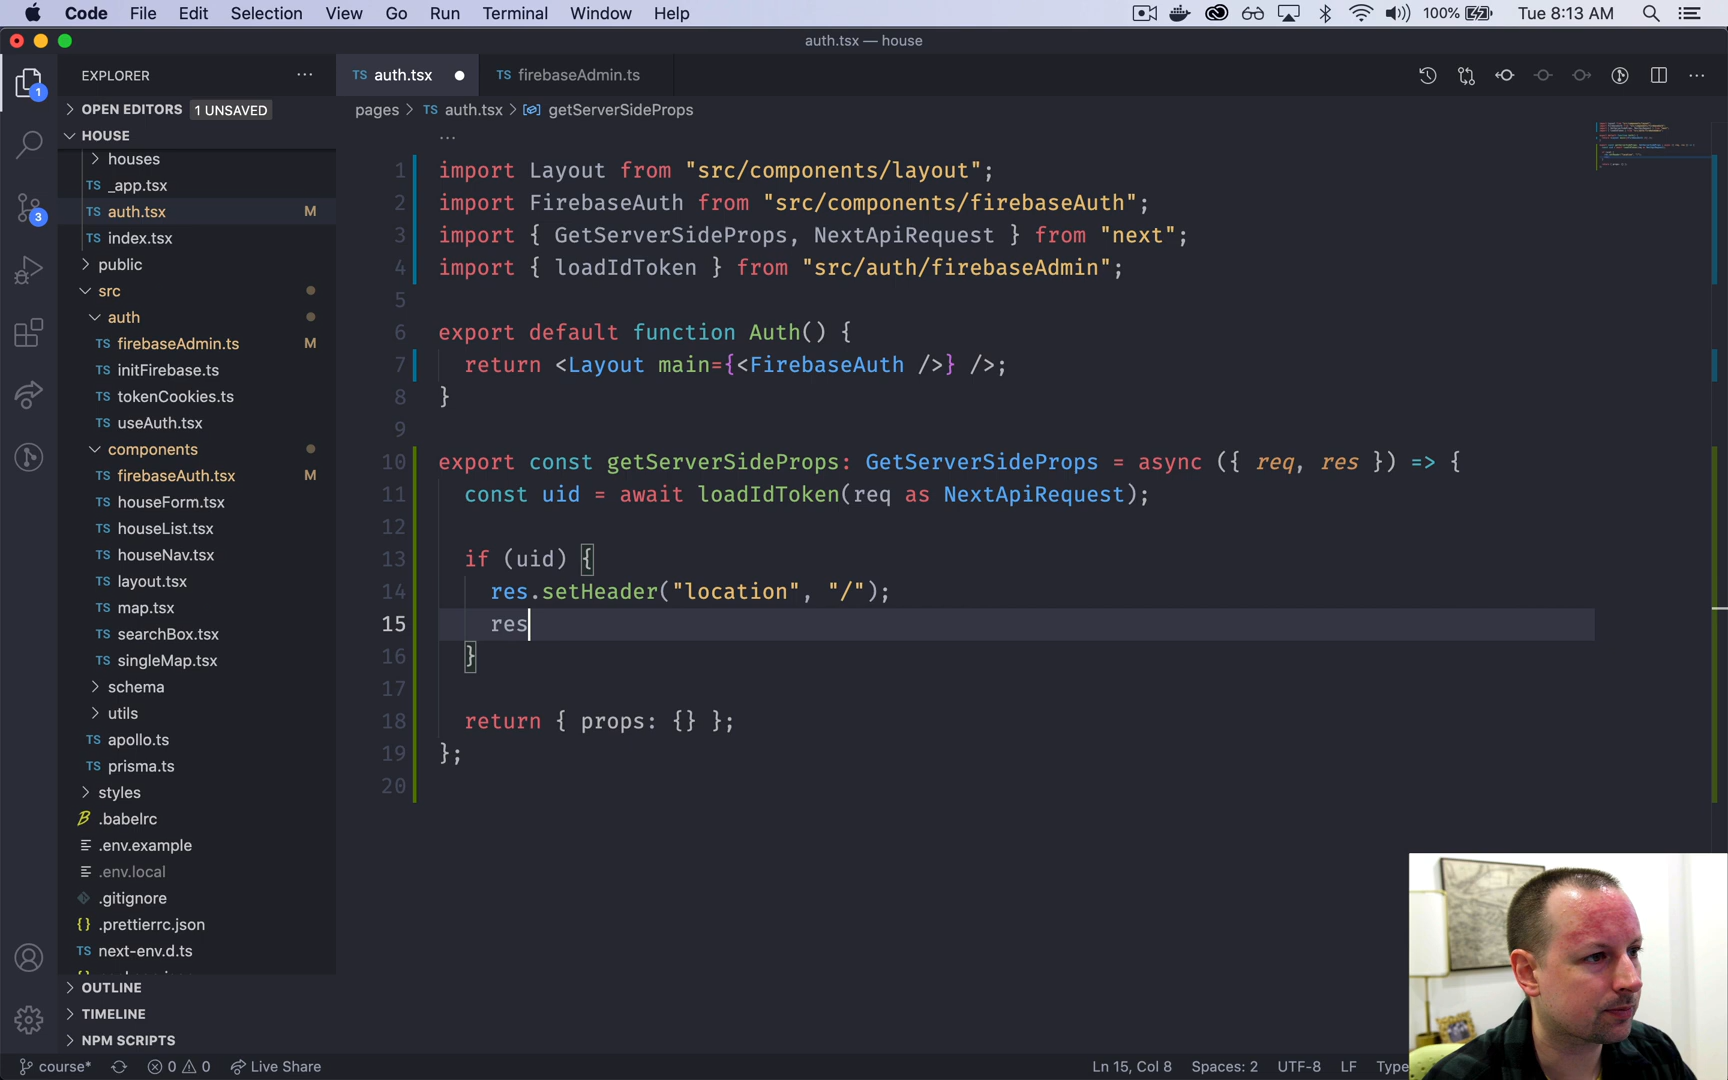 Code File Edit Selection View Go Run Terminal Window Help 100% Tue 8:13 AM
auth.tsx — house
EXPLORER
TS auth.tsx
TS firebaseAdmin.ts
OPEN EDITORS 1 UNSAVED
pages > TS auth.tsx > getServerSideProps
HOUSE
houses
TS _app.tsx
TS auth.tsx M
TS index.tsx
public
src
auth
TS firebaseAdmin.ts M
TS initFirebase.ts
TS tokenCookies.ts
TS useAuth.tsx
components
TS firebaseAuth.tsx M
TS houseForm.tsx
TS houseList.tsx
TS houseNav.tsx
TS layout.tsx
TS map.tsx
TS searchBox.tsx
TS singleMap.tsx
schema
utils
TS apollo.ts
TS prisma.ts
styles
.babelrc
.env.example
.env.local
.gitignore
{} .prettierrc.json
TS next-env.d.ts
OUTLINE
TIMELINE
NPM SCRIPTS
1
3
...
1 import Layout from "src/components/layout";
2 import FirebaseAuth from "src/components/firebaseAuth";
3 import { GetServerSideProps, NextApiRequest } from "next";
4 import { loadIdToken } from "src/auth/firebaseAdmin";
5
6 export default function Auth() {
7 return <Layout main={<FirebaseAuth />} />;
8 }
9
10 export const getServerSideProps: GetServerSideProps = async ({ req, res }) => {
11 const uid = await loadIdToken(req as NextApiRequest);
12
13 if (uid) {
14 res.setHeader("location", "/");
15 res
16 }
17
18 return { props: {} };
19 };
20
course* 0 0 Live Share Ln 15, Col 8 Spaces: 2 UTF-8 LF Type